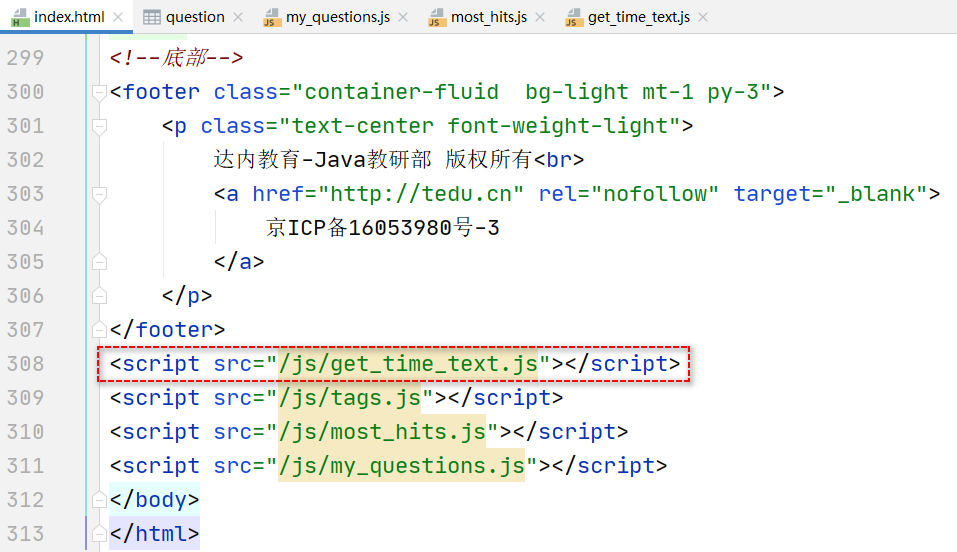 index.html question my_questions.js most_hits.js get_time_text.js
299 <!--底部-->
300 <footer class="container-fluid  bg-light mt-1 py-3">
301 <p class="text-center font-weight-light">
302 达内教育-Java教研部 版权所有<br>
303 <a href="http://tedu.cn" rel="nofollow" target="_blank">
304 京ICP备16053980号-3
305 </a>
306 </p>
307 </footer>
308 <script src="/js/get_time_text.js"></script>
309 <script src="/js/tags.js"></script>
310 <script src="/js/most_hits.js"></script>
311 <script src="/js/my_questions.js"></script>
312 </body>
313 </html>